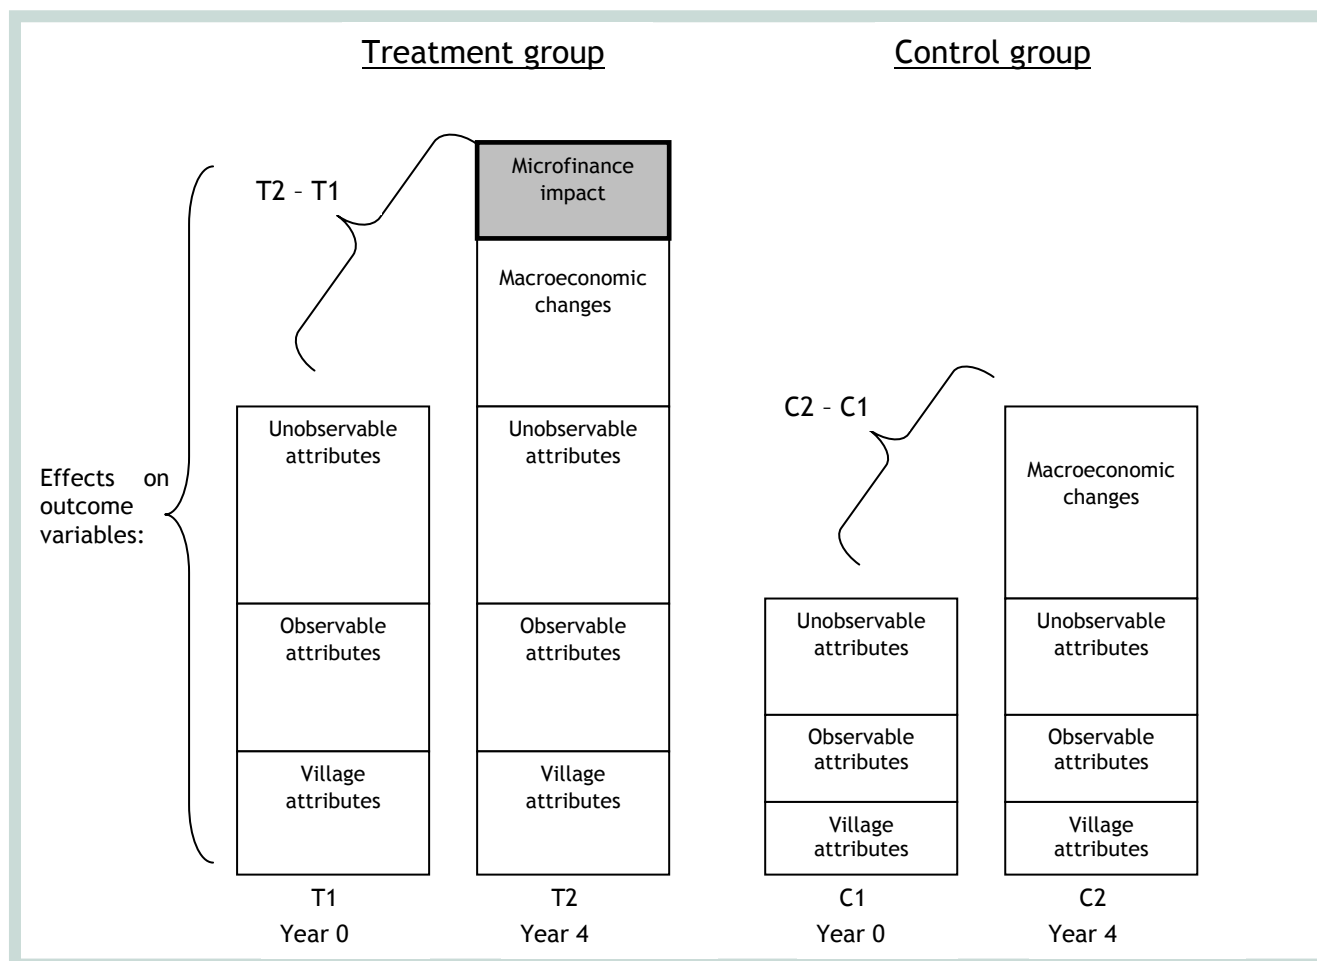 Treatment group
Control group
T2 – T1
Microfinance
impact
Macroeconomic
changes
C2 – C1
Unobservable
attributes
Unobservable
attributes
Macroeconomic
changes
Effects on
outcome
variables:
Observable
attributes
Observable
attributes
Unobservable
attributes
Unobservable
attributes
Village
attributes
Village
attributes
Observable
attributes
Observable
attributes
Village
attributes
Village
attributes
T1
T2
C1
C2
Year 0
Year 4
Year 0
Year 4